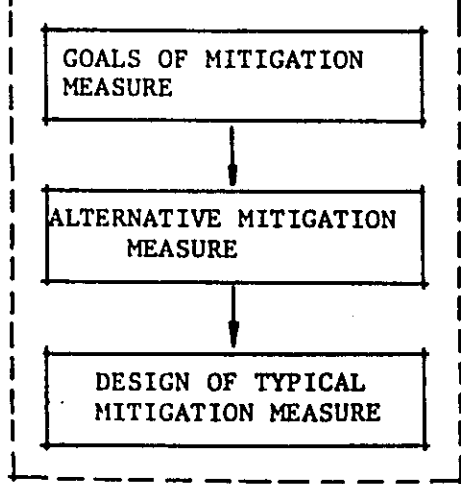 GOALS OF MITIGATION
MEASURE
ALTERNATIVE MITIGATION
MEASURE
DESIGN OF TYPICAL
MITIGATION MEASURE